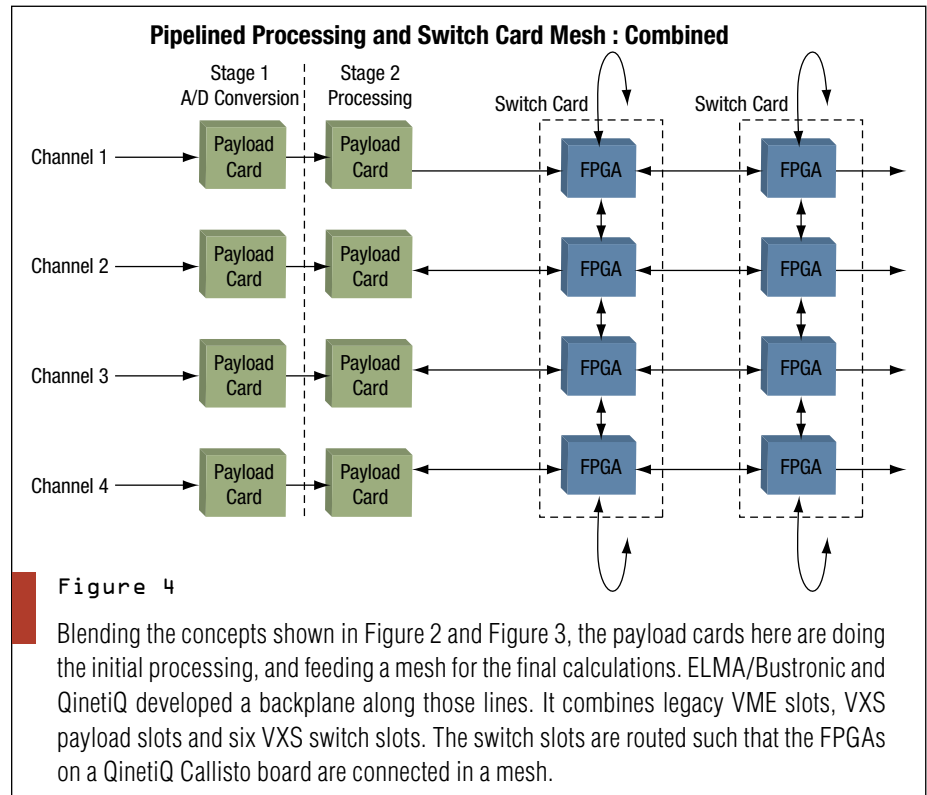 Pipelined Processing and Switch Card Mesh : Combined
Stage 1
A/D Conversion
Stage 2
Processing
Switch Card
Switch Card
Channel 1
Payload
Card
Payload
Card
FPGA
FPGA
Channel 2
Payload
Card
Payload
Card
FPGA
FPGA
Channel 3
Payload
Card
Payload
Card
FPGA
FPGA
Channel 4
Payload
Card
Payload
Card
FPGA
FPGA
Figure 4
Blending the concepts shown in Figure 2 and Figure 3, the payload cards here are doing
the initial processing, and feeding a mesh for the final calculations. ELMA/Bustronic and
QinetiQ developed a backplane along those lines. It combines legacy VME slots, VXS
payload slots and six VXS switch slots. The switch slots are routed such that the FPGAs
on a QinetiQ Callisto board are connected in a mesh.